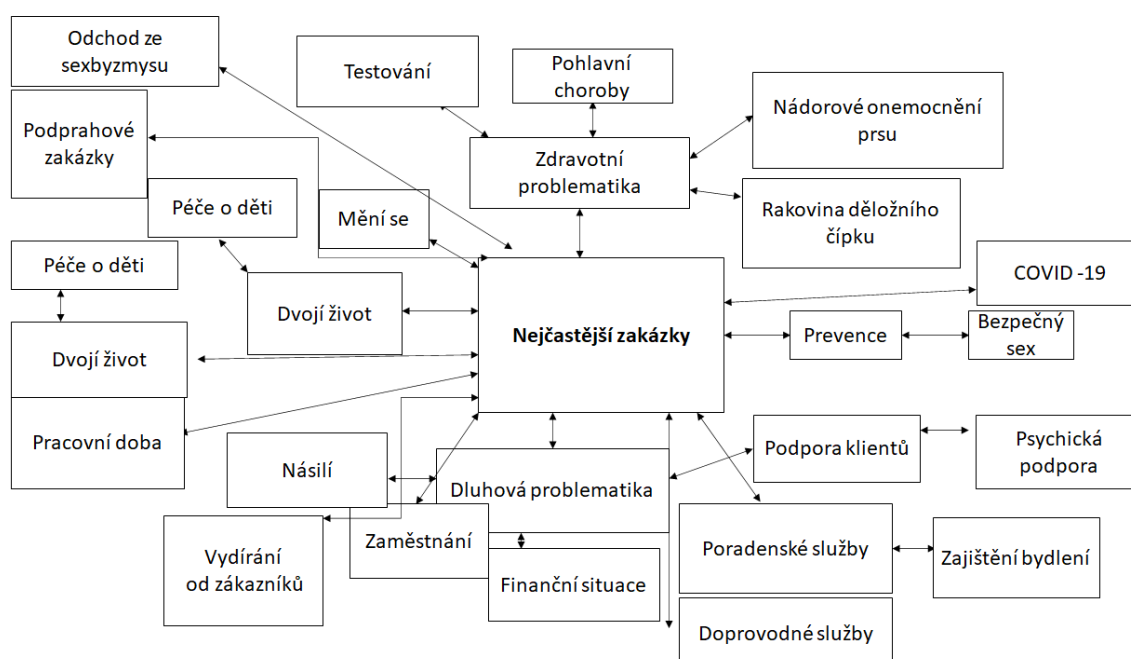 Odchod ze
sexbyzmysu
Testování
Pohlavní
choroby
Nádorové onemocnění
prsu
Podprahové
zakázky
Zdravotní
problematika
Péče o děti
Mění se
Rakovina děložního
čípku
Péče o děti
COVID -19
Dvojí život
Nejčastější zakázky
Prevence
Bezpečný
sex
Dvojí život
Pracovní doba
Násilí
Dluhová problematika
Podpora klientů
Psychická
podpora
Vydírání
od zákazníků
Zaměstnání
Finanční situace
Poradenské služby
Zajištění bydlení
Doprovodné služby